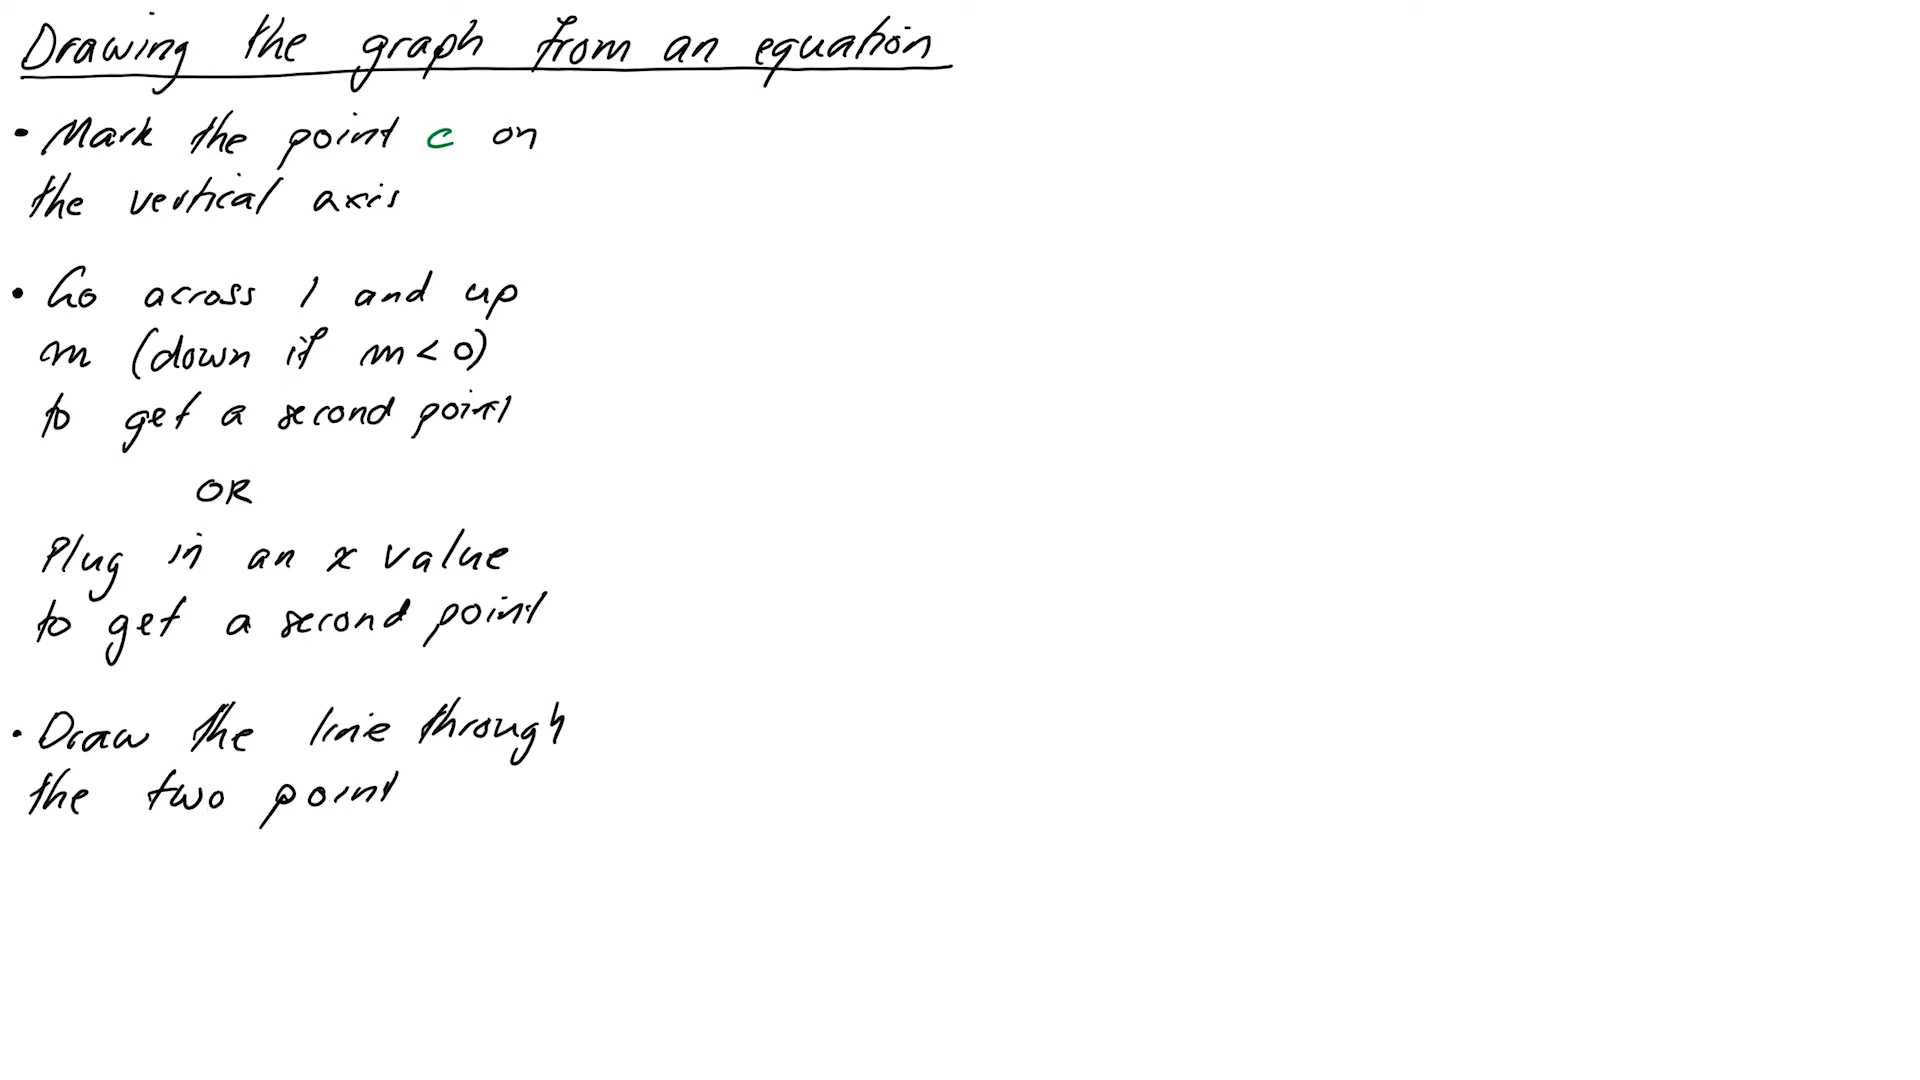 Drawing the graph from an equation
• Mark the point c on
the vertical axis
• Go across 1 and up
m (down if m < 0)
to get a second point
OR
Plug in an x value
to get a second point
• Draw the line through
the two point